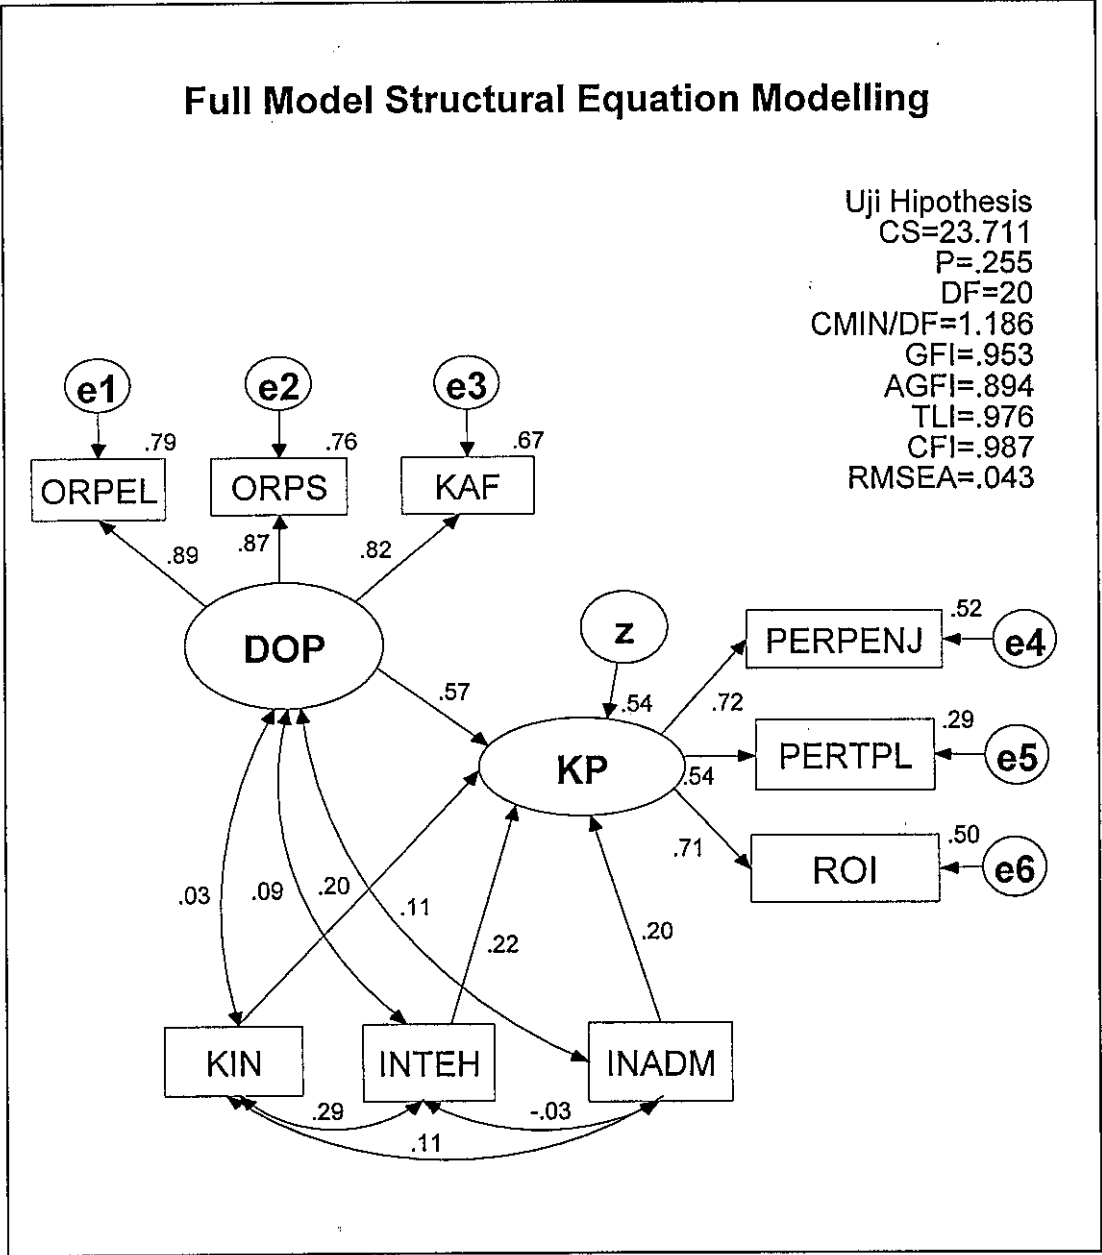 Full Model Structural Equation Modelling
Uji Hipothesis
CS=23.711
P=.255
DF=20
CMIN/DF=1.186
GFI=.953
AGFI=.894
TLI=.976
CFI=.987
RMSEA=.043
e1
e2
e3
.79
.76
.67
ORPEL
ORPS
KAF
.89
.87
.82
DOP
z
.52
PERPENJ
e4
.57
.54
.72
.29
KP
.54
PERTPL
e5
.71
.50
ROI
e6
.03
.09
.20
.11
.22
.20
KIN
INTEH
INADM
.29
-.03
.11